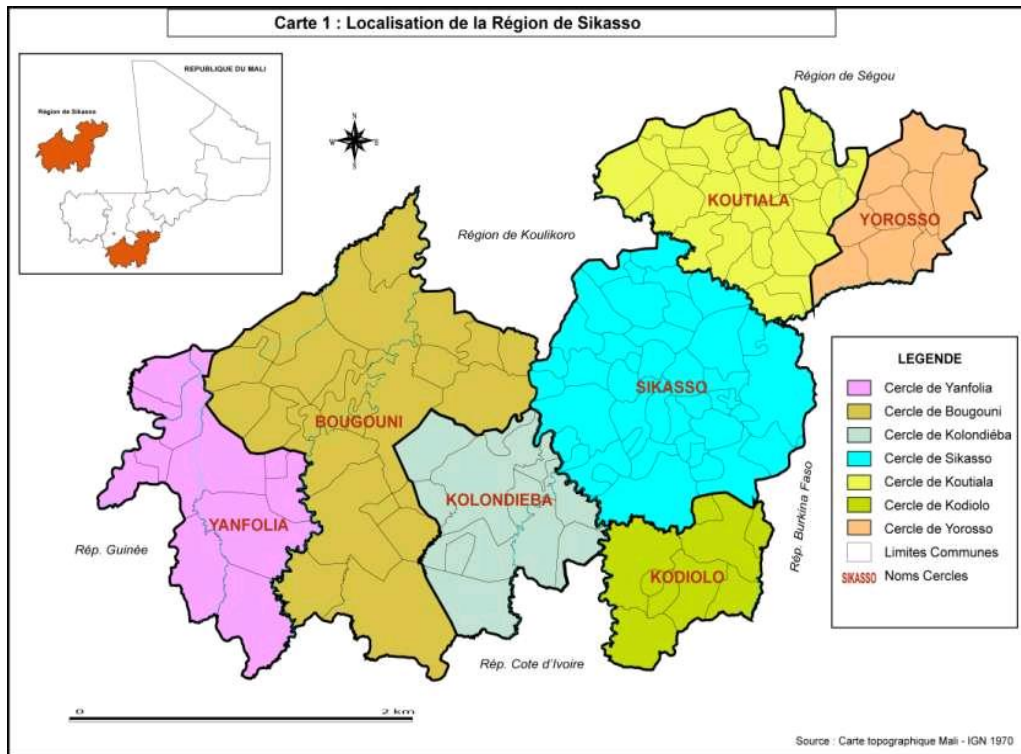 Carte 1 : Localisation de la Région de Sikasso
REPUBLIQUE DU MALI
Région de Sikasso
N
W
E
S
Région de Ségou
KOUTIALA
YOROSSO
Région de Koulikoro
SIKASSO
BOUGOUNI
KOLONDIEBA
YANFOLIA
KODIOLO
Rép. Guinée
Rép. Burkina Faso
Rép. Cote d'Ivoire
LEGENDE
Cercle de Yanfolia
Cercle de Bougouni
Cercle de Kolondiéba
Cercle de Sikasso
Cercle de Koutiala
Cercle de Kodiolo
Cercle de Yorosso
Limites Communes
SIKASSO Noms Cercles
0 2 km
Source : Carte topographique Mali - IGN 1970